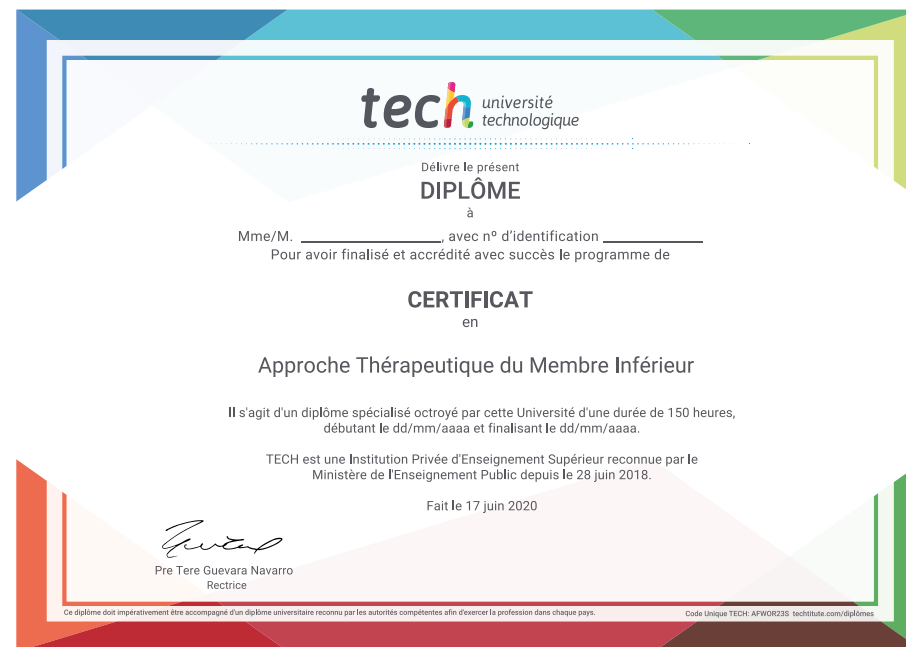 tech université
technologique
Délivre le présent
DIPLÔME
à
Mme/M. ____________________, avec nº d'identification ______________
Pour avoir finalisé et accrédité avec succès le programme de
CERTIFICAT
en
Approche Thérapeutique du Membre Inférieur
Il s'agit d'un diplôme spécialisé octroyé par cette Université d'une durée de 150 heures,
débutant le dd/mm/aaaa et finalisant le dd/mm/aaaa.
TECH est une Institution Privée d'Enseignement Supérieur reconnue par le
Ministère de l'Enseignement Public depuis le 28 juin 2018.
Fait le 17 juin 2020
Pre Tere Guevara Navarro
Rectrice
Ce diplôme doit impérativement être accompagné d'un diplôme universitaire reconnu par les autorités compétentes afin d'exercer la profession dans chaque pays.
Code Unique TECH: AFWOR23S techtitute.com/diplômes